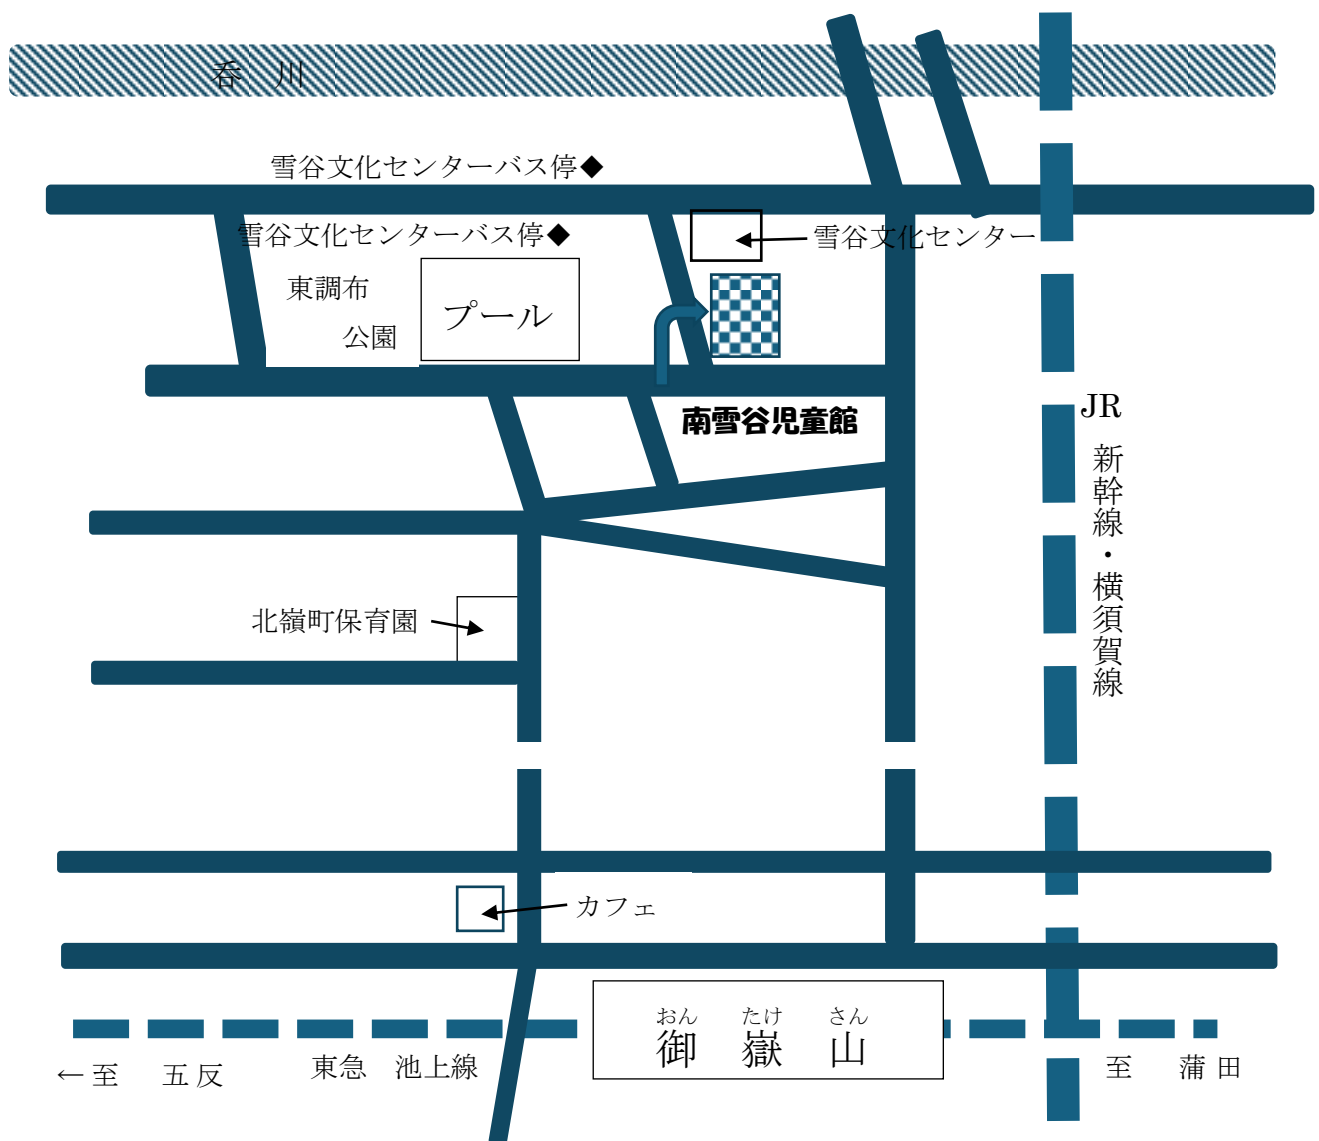 呑 川
雪谷文化センターバス停◆
雪谷文化センターバス停◆
雪谷文化センター
東調布
公園
プール
南雪谷児童館
JR
新幹線・横須賀線
北嶺町保育園
カフェ
おん たけ さん
御 嶽 山
←至 五反
東急 池上線
至 蒲田